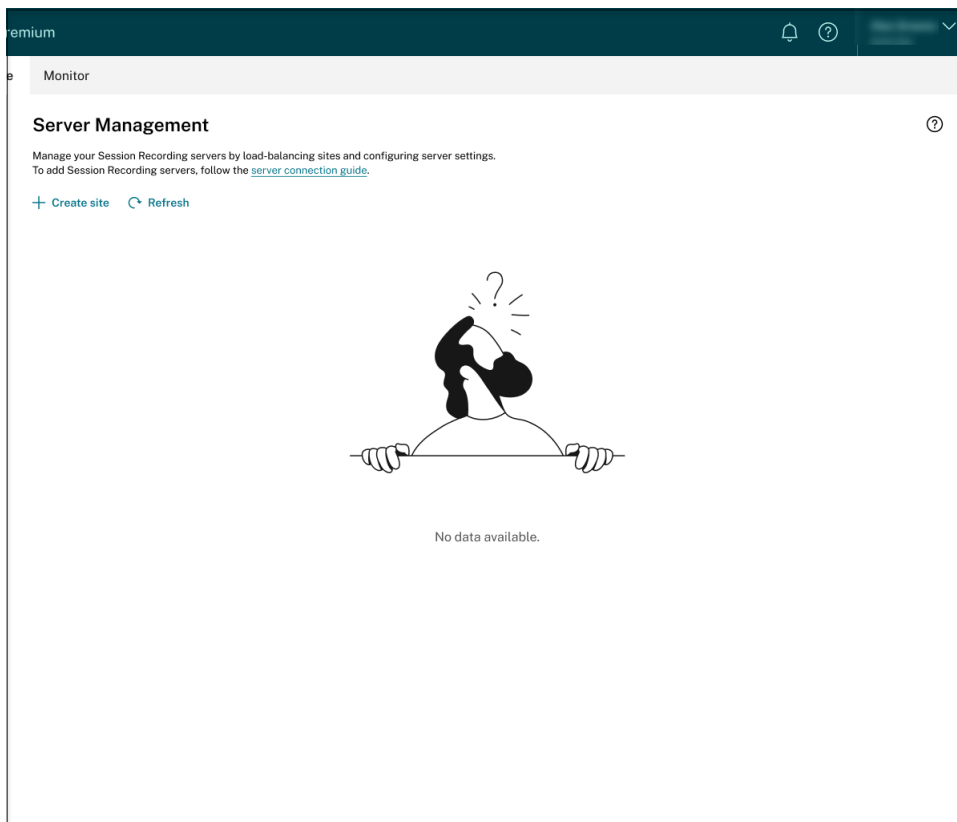 remium
e
Monitor
Server Management
Manage your Session Recording servers by load-balancing sites and configuring server settings.
To add Session Recording servers, follow the server connection guide.
Create site
Refresh
?
No data available.